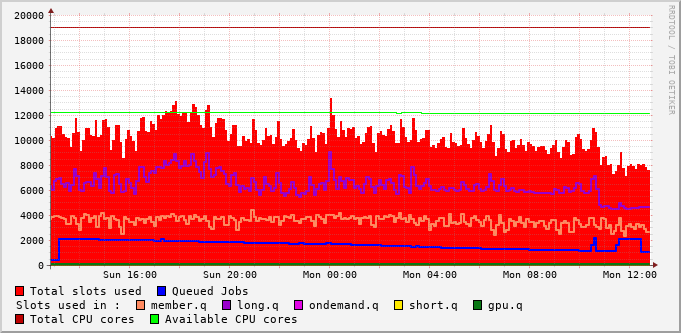 20000
18000
16000
14000
12000
10000
8000
6000
4000
2000
0
Sun 16:00 Sun 20:00 Mon 00:00 Mon 04:00 Mon 08:00 Mon 12:00
Total slots used Queued Jobs
Slots used in : member.q long.q ondemand.q short.q gpu.q
Total CPU cores Available CPU cores
RRDTOOL / TOBI OETIKER